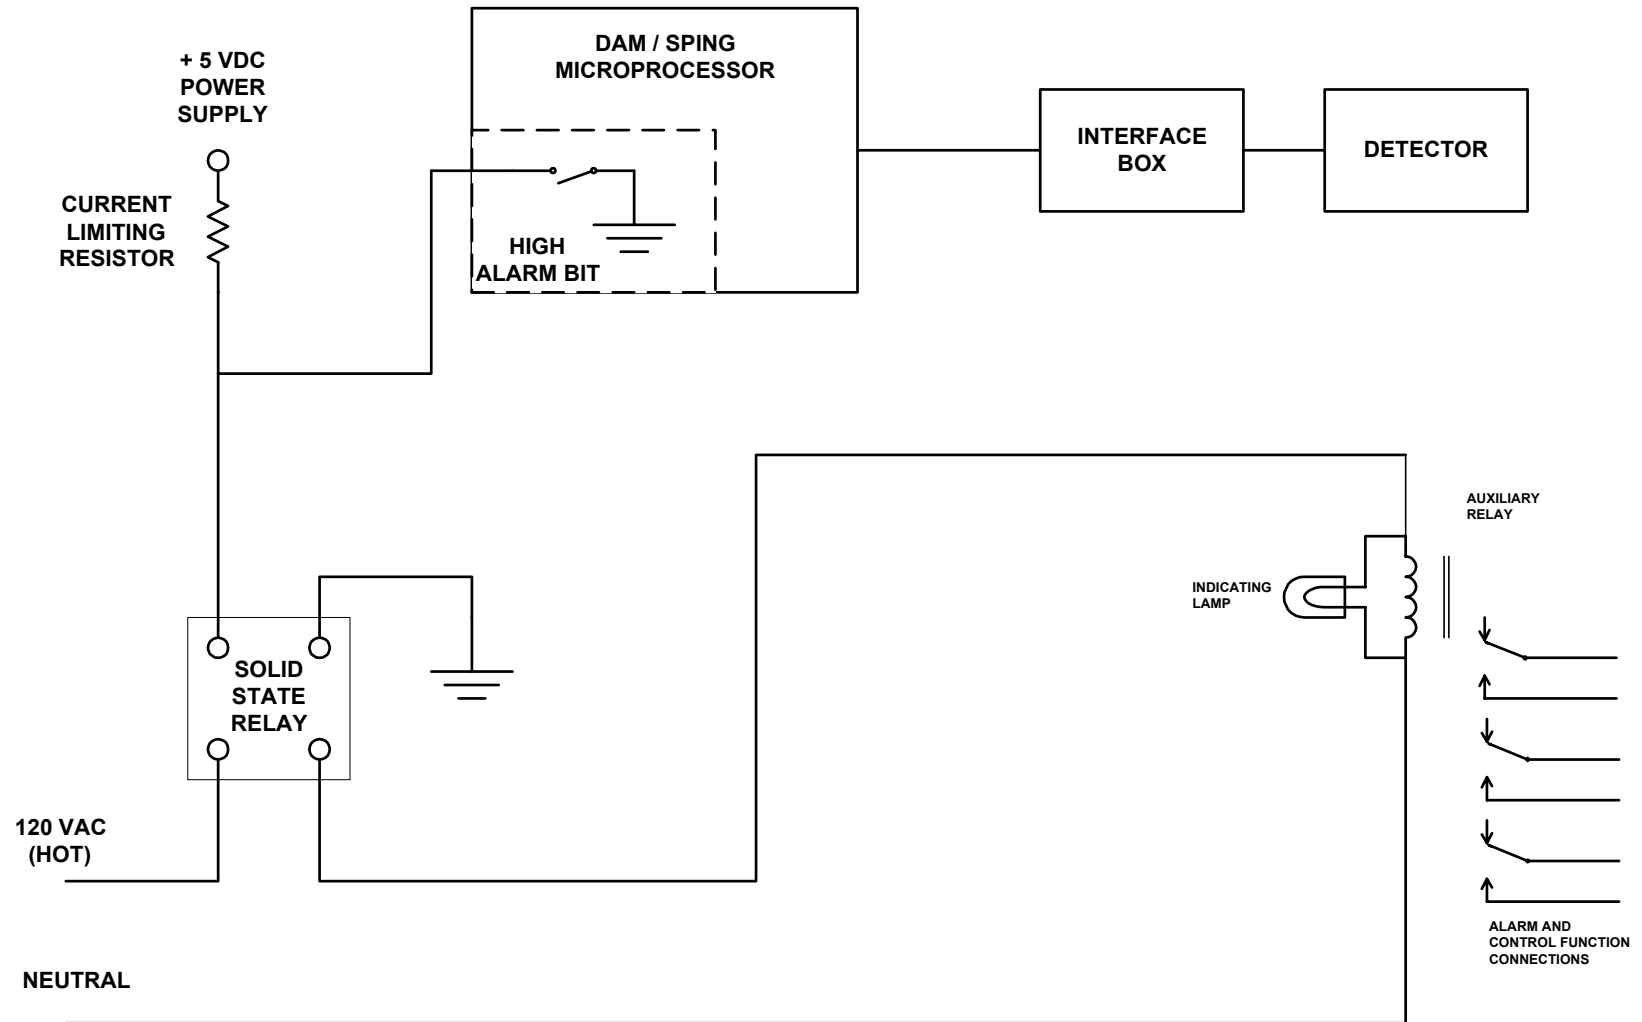 DAM / SPING
MICROPROCESSOR
+ 5 VDC
POWER
SUPPLY
INTERFACE
BOX
DETECTOR
CURRENT
LIMITING
RESISTOR
HIGH
ALARM BIT
AUXILIARY
RELAY
INDICATING
LAMP
SOLID
STATE
RELAY
120 VAC
(HOT)
ALARM AND
CONTROL FUNCTION
CONNECTIONS
NEUTRAL